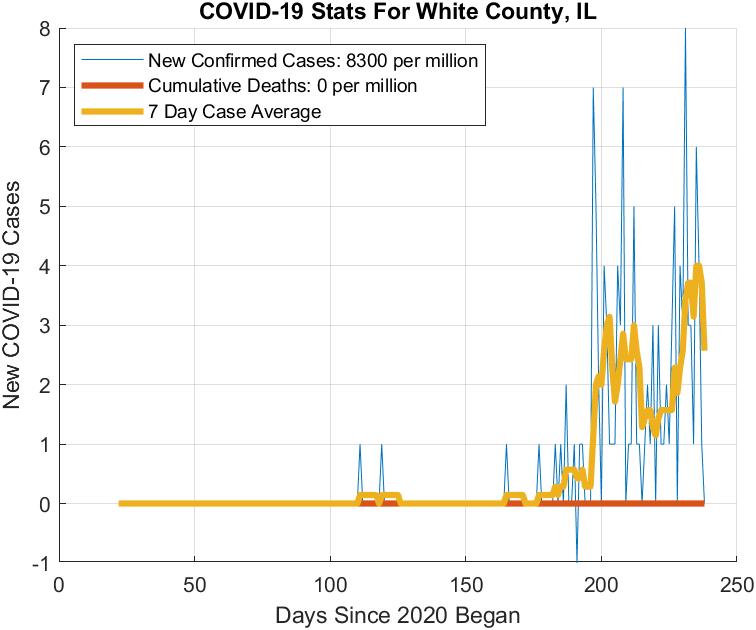 COVID-19 Stats For White County, IL
New Confirmed Cases: 8300 per million
Cumulative Deaths: 0 per million
7 Day Case Average
New COVID-19 Cases
8
7
6
5
4
3
2
1
0
-1
0 50 100 150 200 250
Days Since 2020 Began